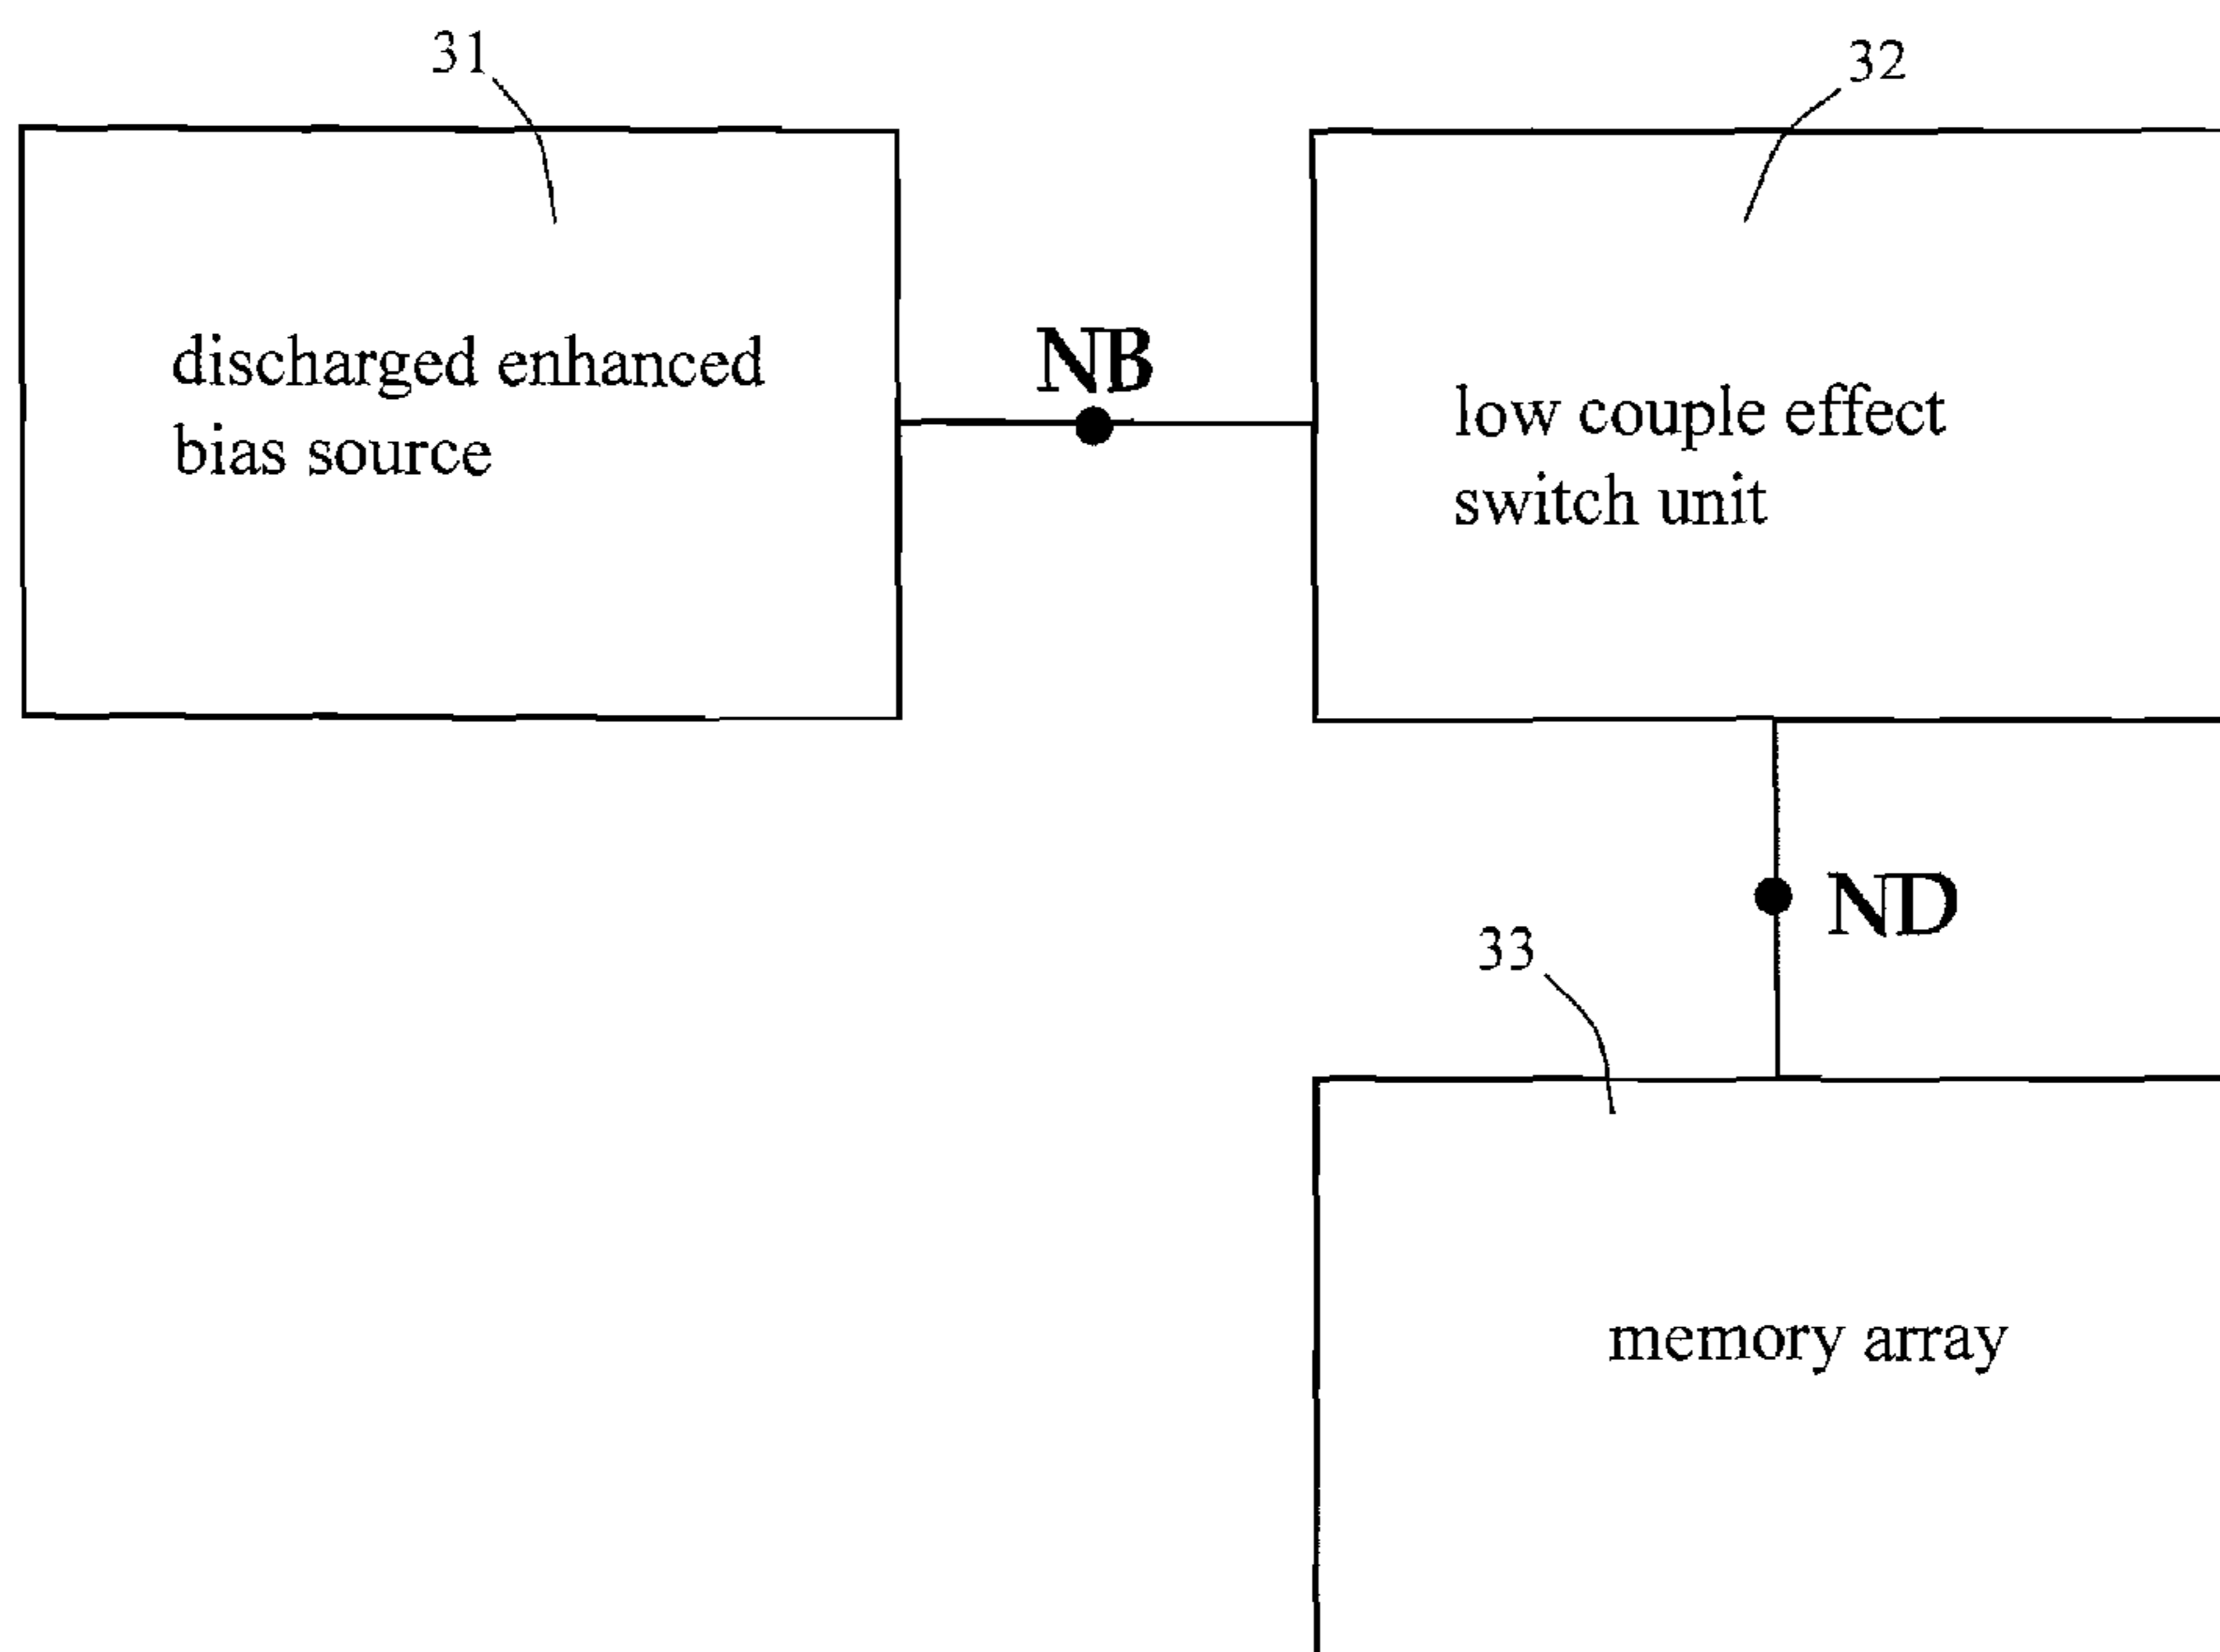 31
32
discharged enhanced
bias source
NB
low couple effect
switch unit
ND
33
memory array